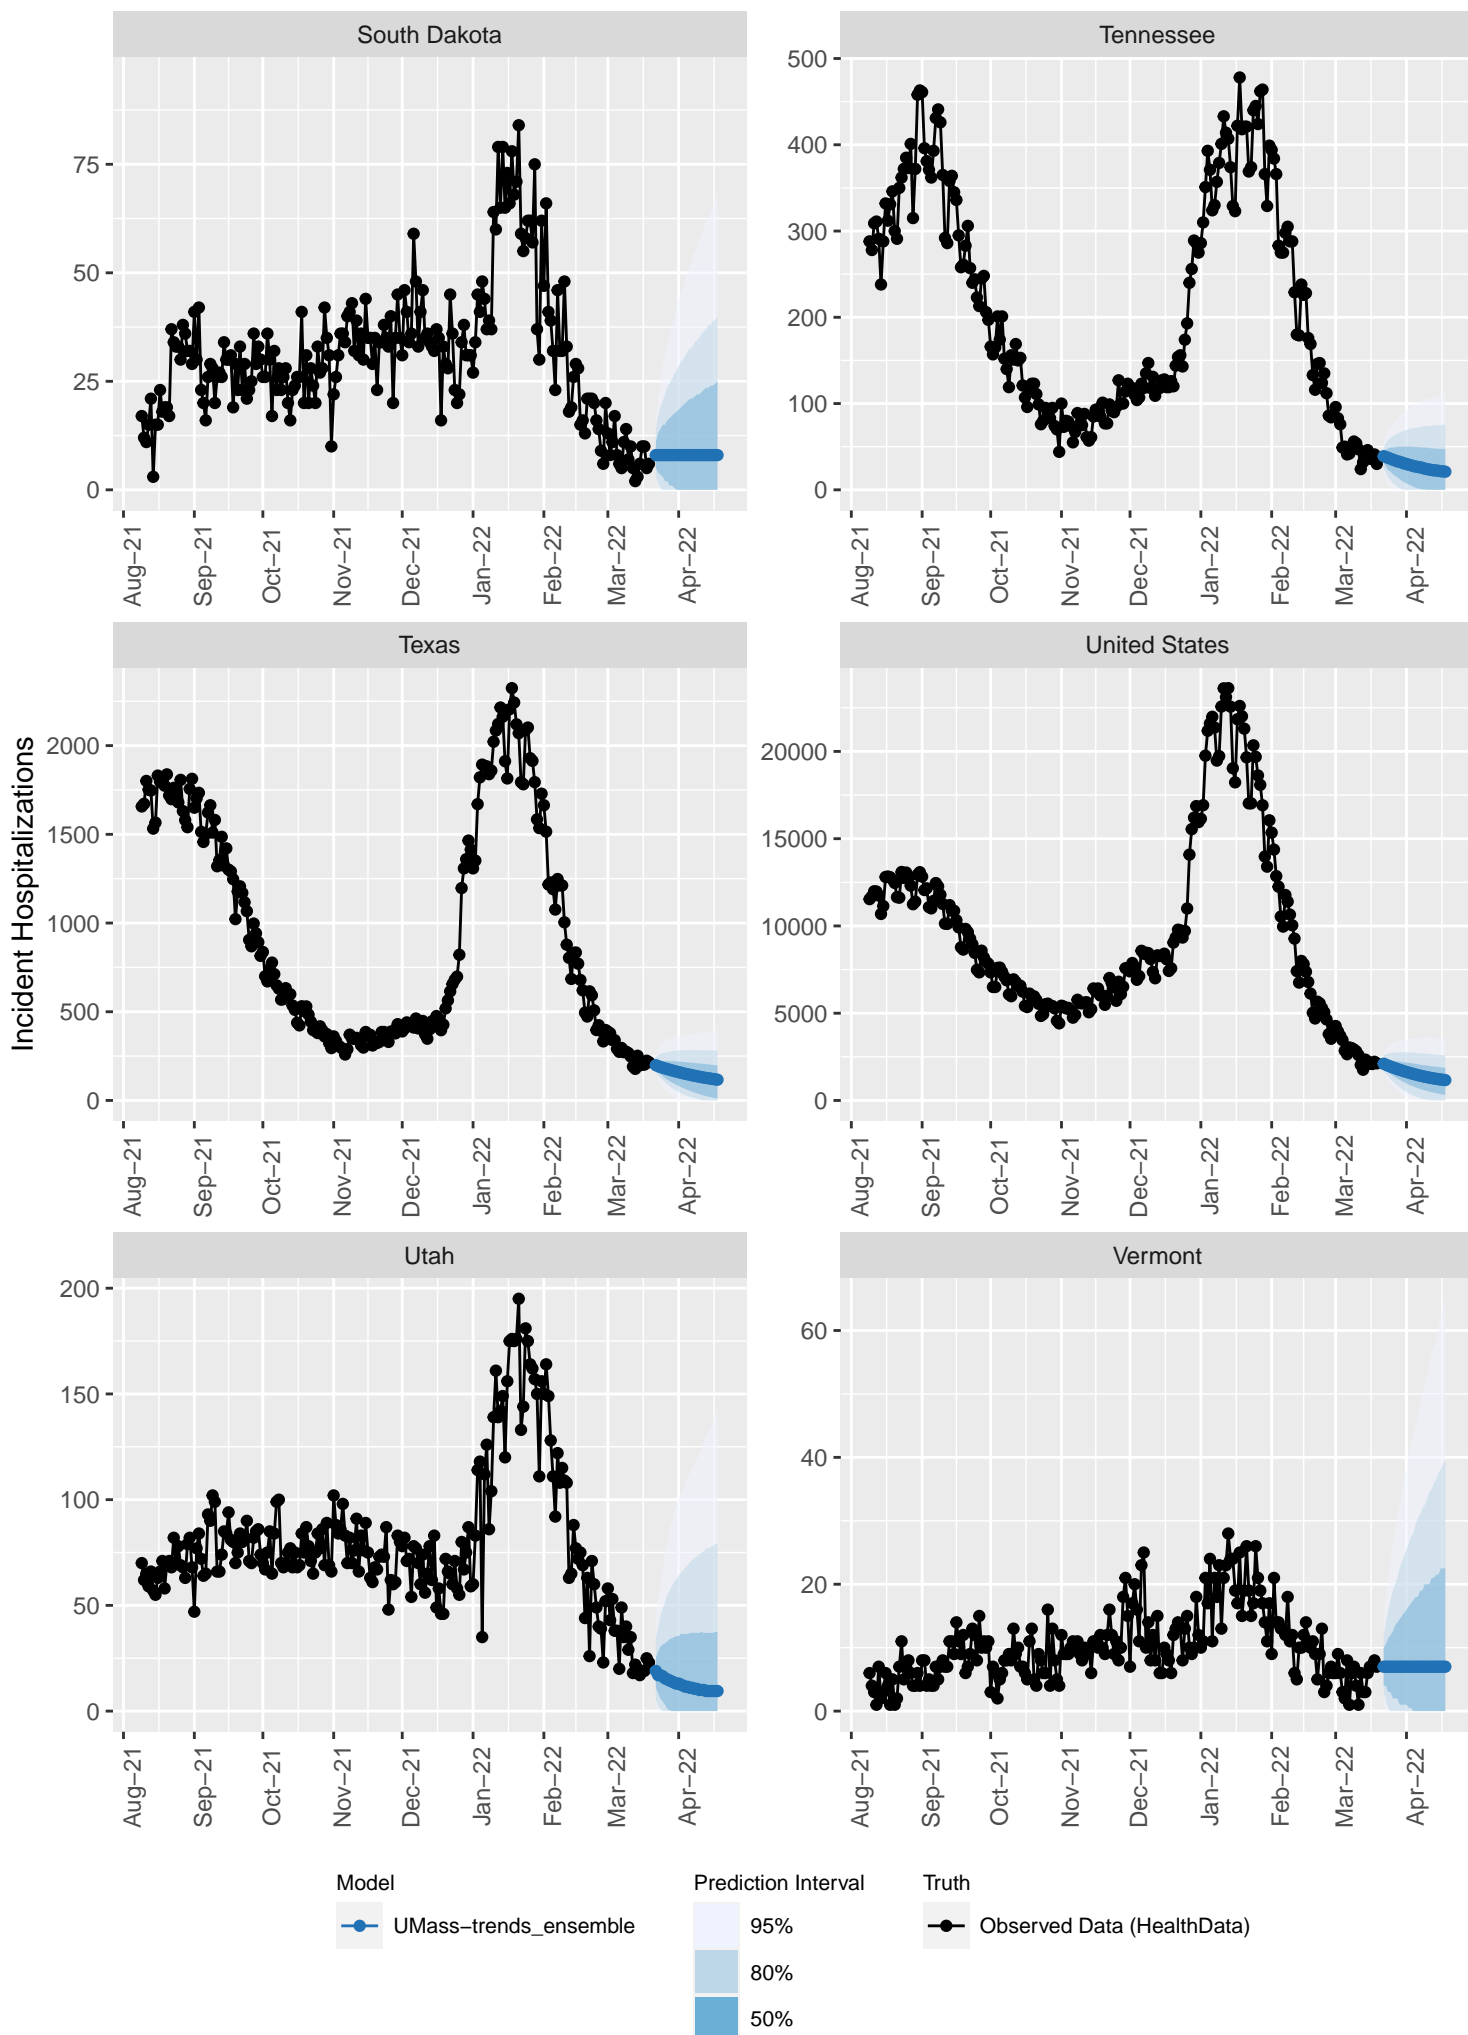 South Dakota
Tennessee
75
50
25
0
500
400
300
200
100
0
Aug−21
Sep−21
Oct−21
Nov−21
Dec−21
Jan−22
Feb−22
Mar−22
Apr−22
Aug−21
Sep−21
Oct−21
Nov−21
Dec−21
Jan−22
Feb−22
Mar−22
Apr−22
Incident Hospitalizations
Texas
United States
2000
1500
1000
500
0
20000
15000
10000
5000
0
Aug−21
Sep−21
Oct−21
Nov−21
Dec−21
Jan−22
Feb−22
Mar−22
Apr−22
Aug−21
Sep−21
Oct−21
Nov−21
Dec−21
Jan−22
Feb−22
Mar−22
Apr−22
Utah
Vermont
200
150
100
50
0
60
40
20
0
Aug−21
Sep−21
Oct−21
Nov−21
Dec−21
Jan−22
Feb−22
Mar−22
Apr−22
Aug−21
Sep−21
Oct−21
Nov−21
Dec−21
Jan−22
Feb−22
Mar−22
Apr−22
Model
UMass−trends_ensemble
Prediction Interval
95%
80%
50%
Truth
Observed Data (HealthData)